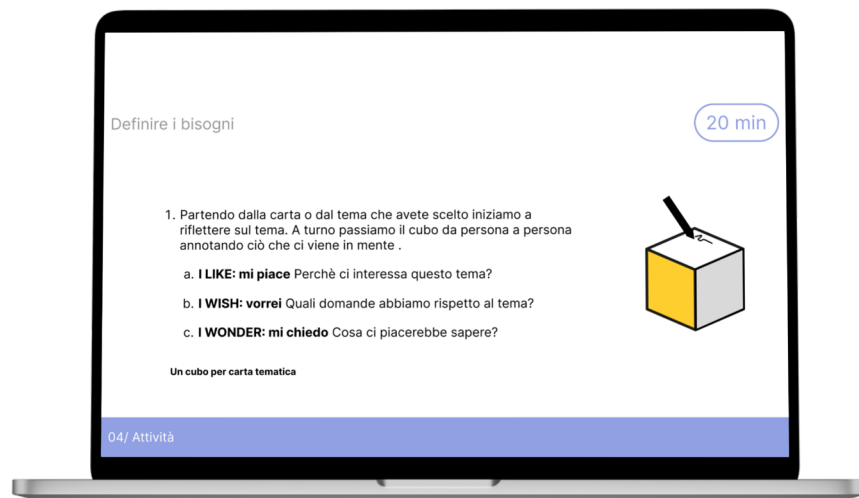 Definire i bisogni
20 min
1. Partendo dalla carta o dal tema che avete scelto iniziamo a
riflettere sul tema. A turno passiamo il cubo da persona a persona
annotando ciò che ci viene in mente .
a. I LIKE: mi piace Perchè ci interessa questo tema?
b. I WISH: vorrei Quali domande abbiamo rispetto al tema?
c. I WONDER: mi chiedo Cosa ci piacerebbe sapere?
Un cubo per carta tematica
04/ Attività